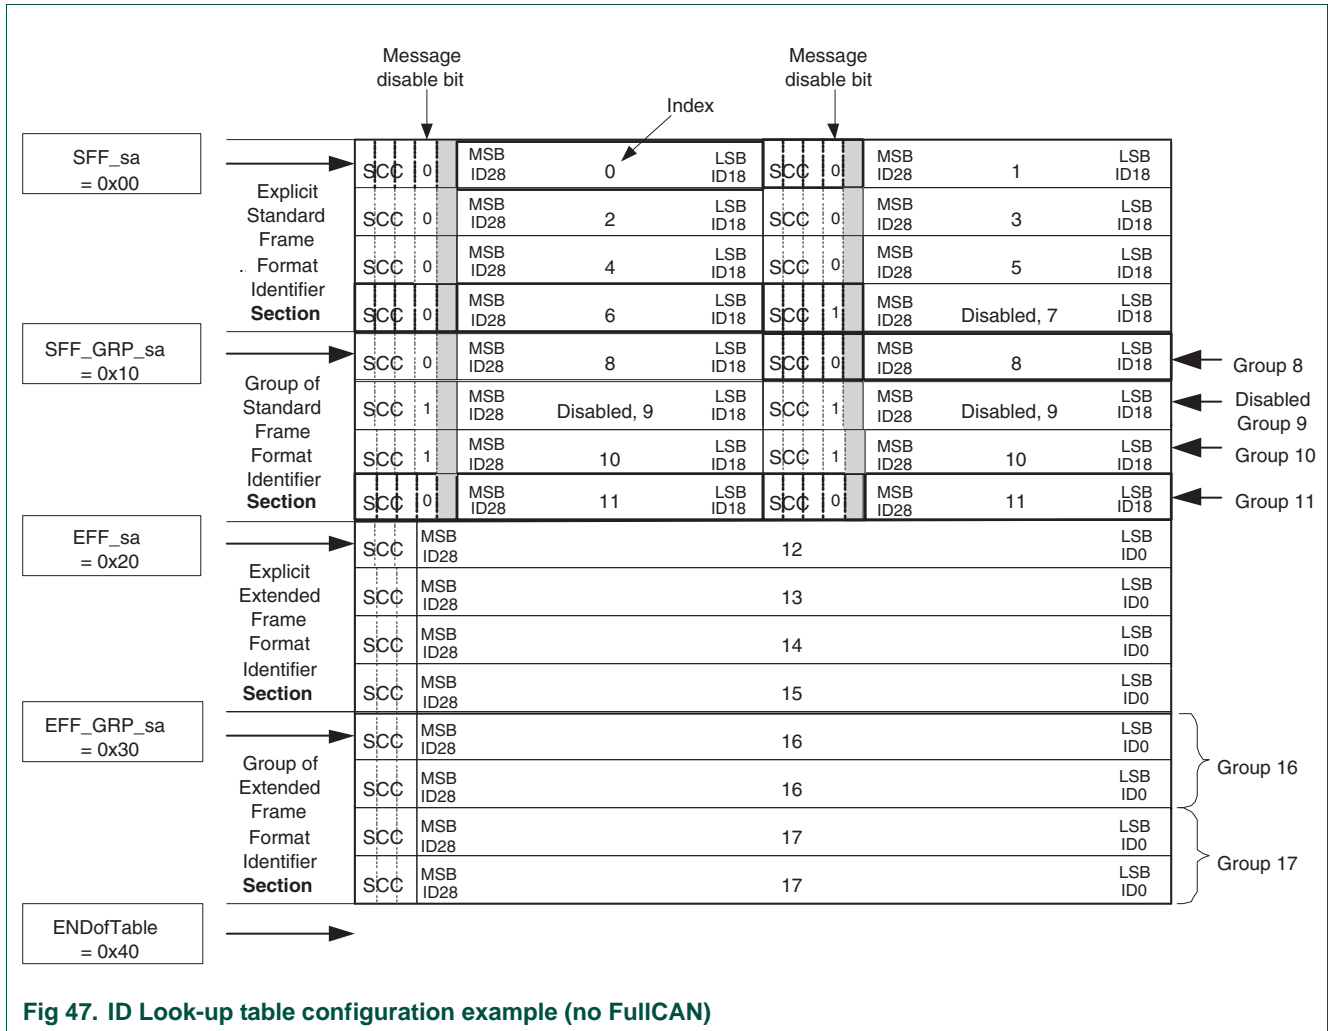 Message
disable bit
Message
disable bit
Index
SFF_sa
= 0x00
Explicit
Standard
Frame
.. Format
Identifier
Section
SCC 0 MSB ID28 0 LSB ID18 SCC 0 MSB ID28 1 LSB ID18
SCC 0 MSB ID28 2 LSB ID18 SCC 0 MSB ID28 3 LSB ID18
SCC 0 MSB ID28 4 LSB ID18 SCC 0 MSB ID28 5 LSB ID18
SCC 0 MSB ID28 6 LSB ID18 SCC 1 MSB ID28 Disabled, 7 LSB ID18
SFF_GRP_sa
= 0x10
Group of
Standard
Frame
Format
Identifier
Section
SCC 0 MSB ID28 8 LSB ID18 SCC 0 MSB ID28 8 LSB ID18
Group 8
SCC 1 MSB ID28 Disabled, 9 LSB ID18 SCC 1 MSB ID28 Disabled, 9 LSB ID18
Disabled
Group 9
SCC 1 MSB ID28 10 LSB ID18 SCC 1 MSB ID28 10 LSB ID18
Group 10
SCC 0 MSB ID28 11 LSB ID18 SCC 0 MSB ID28 11 LSB ID18
Group 11
EFF_sa
= 0x20
Explicit
Extended
Frame
Format
Identifier
Section
SCC MSB ID28 12 LSB ID0
SCC MSB ID28 13 LSB ID0
SCC MSB ID28 14 LSB ID0
SCC MSB ID28 15 LSB ID0
EFF_GRP_sa
= 0x30
Group of
Extended
Frame
Format
Identifier
Section
SCC MSB ID28 16 LSB ID0
SCC MSB ID28 16 LSB ID0
Group 16
SCC MSB ID28 17 LSB ID0
SCC MSB ID28 17 LSB ID0
Group 17
ENDofTable
= 0x40
Fig 47. ID Look-up table configuration example (no FullCAN)